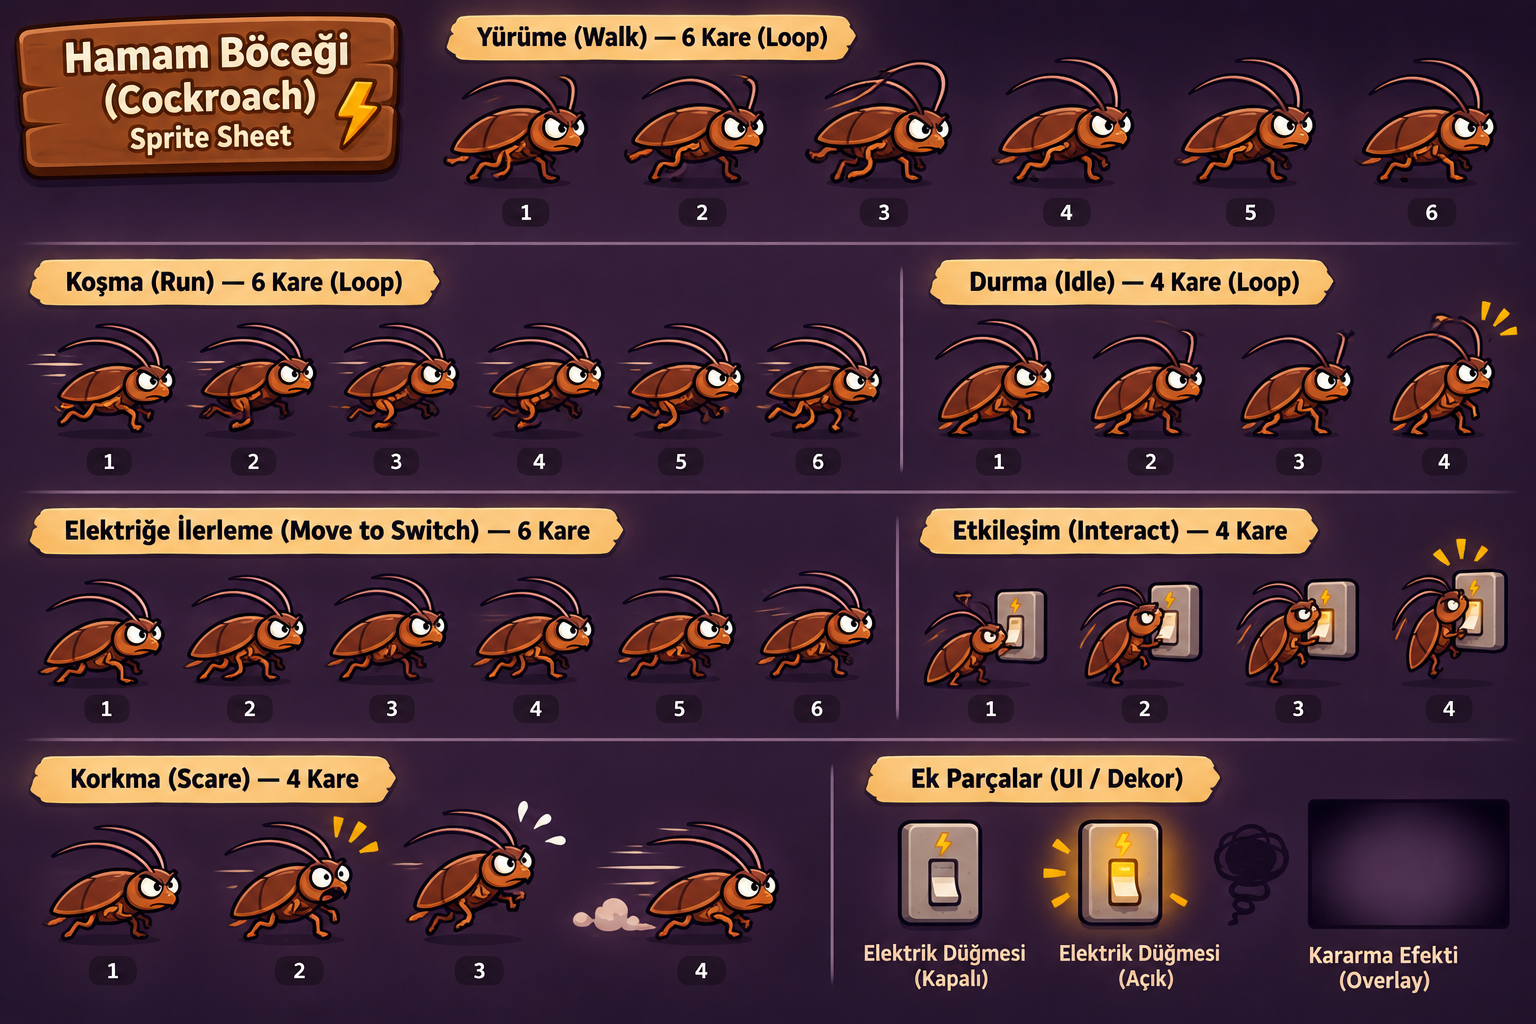 Hamam Böceği
(Cockroach)
Sprite Sheet
Yürüme (Walk) — 6 Kare (Loop)
1 2 3 4 5 6
Koşma (Run) — 6 Kare (Loop)
1 2 3 4 5 6
Durma (Idle) — 4 Kare (Loop)
1 2 3 4
Elektriğe İlerleme (Move to Switch) — 6 Kare
1 2 3 4 5 6
Etkileşim (Interact) — 4 Kare
1 2 3 4
Korkma (Scare) — 4 Kare
1 2 3 4
Ek Parçalar (UI / Dekor)
Elektrik Düğmesi
(Kapalı)
Elektrik Düğmesi
(Açık)
Kararma Efekti
(Overlay)